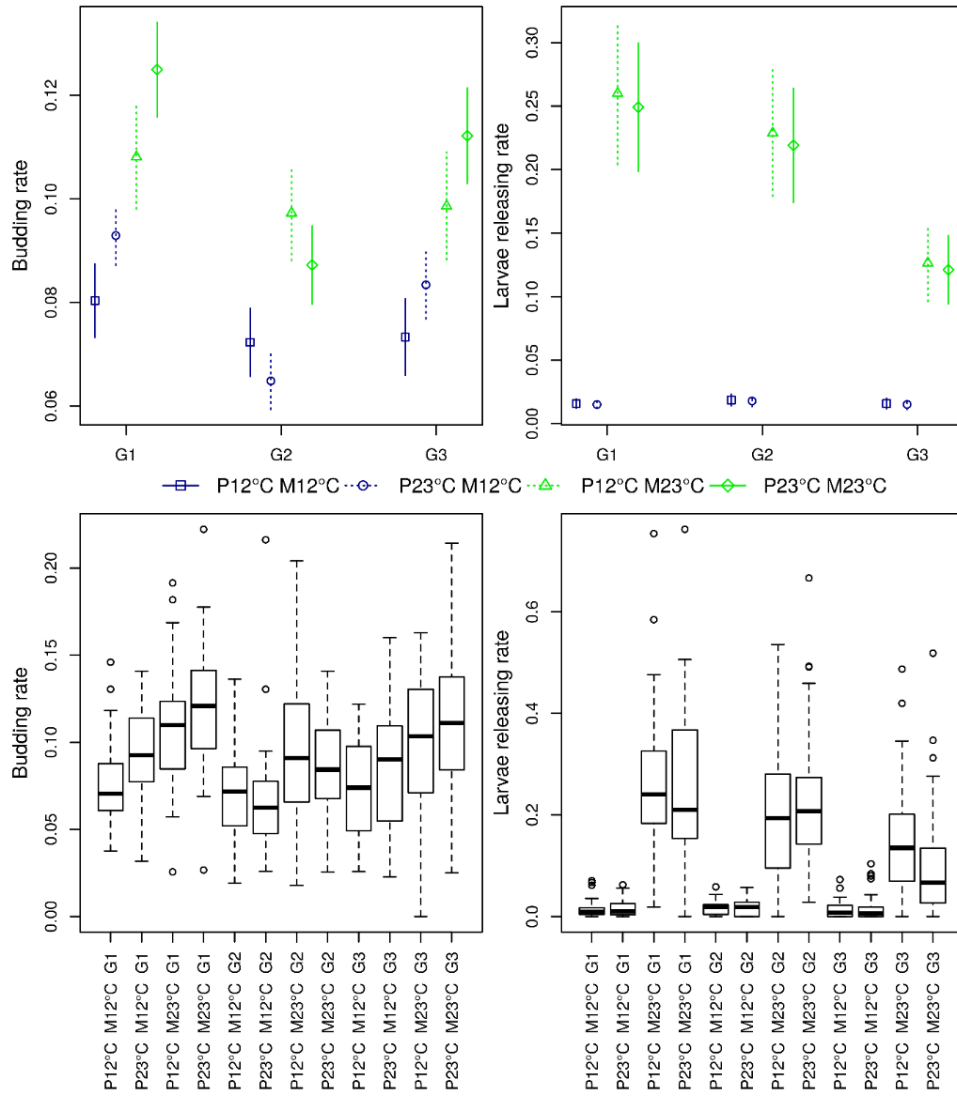 Budding rate
0.12
0.10
0.08
0.06
G1
G2
G3
Larvae releasing rate
0.30
0.25
0.20
0.15
0.10
0.05
0.00
G1
G2
G3
P12°C M12°C
P23°C M12°C
P12°C M23°C
P23°C M23°C
Budding rate
0.20
0.15
0.10
0.05
0.00
P12°C M12°C G1
P23°C M12°C G1
P12°C M23°C G1
P23°C M23°C G1
P12°C M12°C G2
P23°C M12°C G2
P12°C M23°C G2
P23°C M23°C G2
P12°C M12°C G3
P23°C M12°C G3
P12°C M23°C G3
P23°C M23°C G3
Larvae releasing rate
0.6
0.4
0.2
0.0
P12°C M12°C G1
P23°C M12°C G1
P12°C M23°C G1
P23°C M23°C G1
P12°C M12°C G2
P23°C M12°C G2
P12°C M23°C G2
P23°C M23°C G2
P12°C M12°C G3
P23°C M12°C G3
P12°C M23°C G3
P23°C M23°C G3